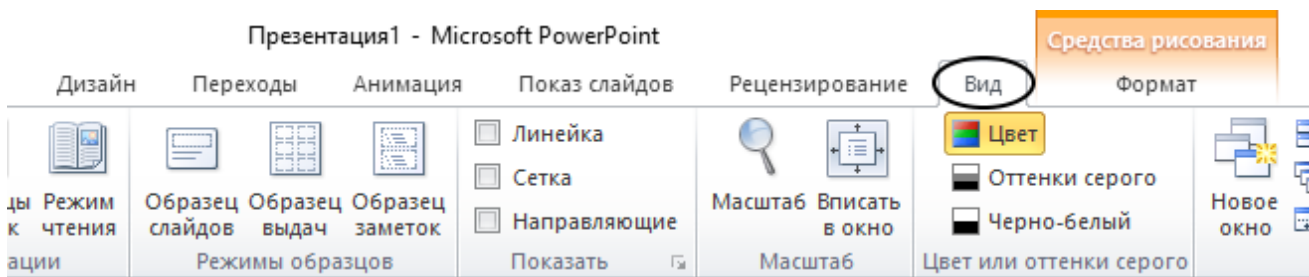 Презентация1 - Microsoft PowerPoint
Средства рисования
Дизайн Переходы Анимация Показ слайдов Рецензирование Вид Формат
Режим чтения
Образец слайдов
Образец выдач
Образец заметок
Линейка
Сетка
Направляющие
Масштаб
Вписать в окно
Цвет
Оттенки серого
Черно-белый
Новое окно
Режимы образцов
Показать
Масштаб
Цвет или оттенки серого